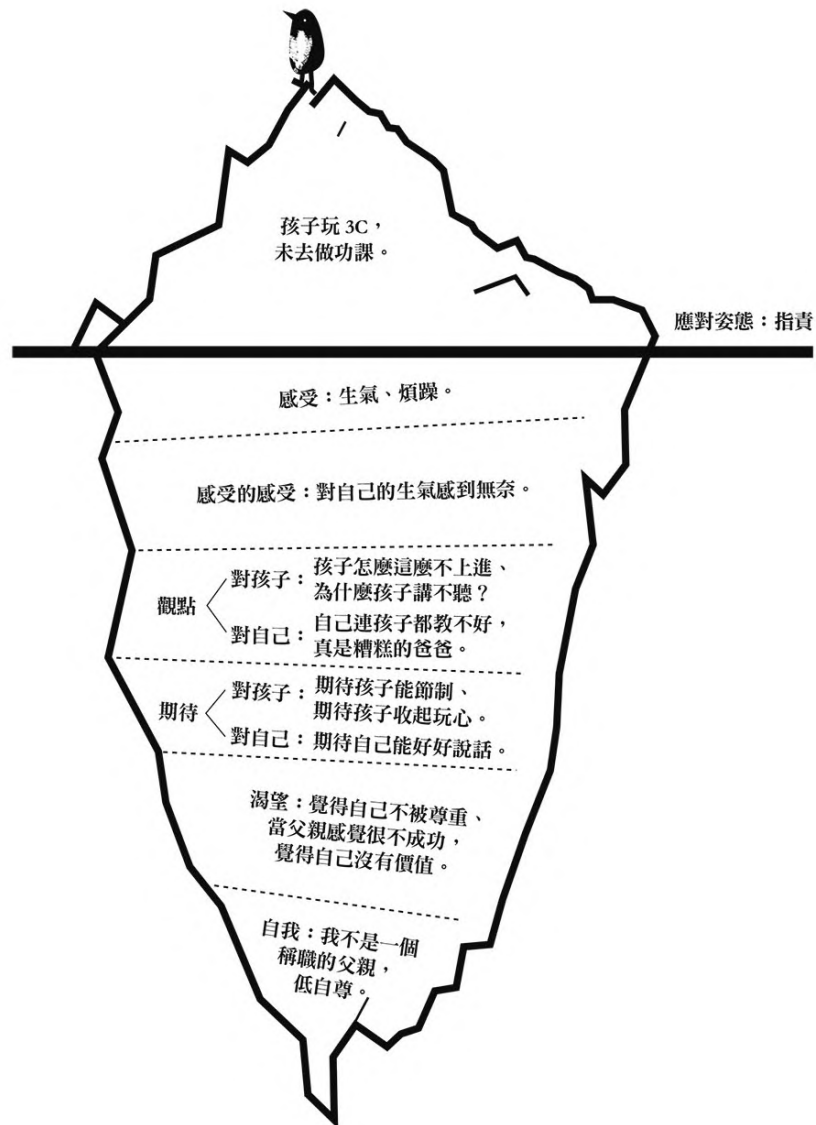 孩子玩 3C，
未去做功課。
應對姿態：指責
感受：生氣、煩躁。
感受的感受：對自己的生氣感到無奈。
觀點
對孩子：孩子怎麼這麼不上進、
為什麼孩子講不聽？
對自己：自己連孩子都教不好，
真是糟糕的爸爸。
期待
對孩子：期待孩子能節制、
期待孩子收起玩心。
對自己：期待自己能好好說話。
渴望：覺得自己不被尊重、
當父親感覺很不成功，
覺得自己沒有價值。
自我：我不是一個
稱職的父親，
低自尊。